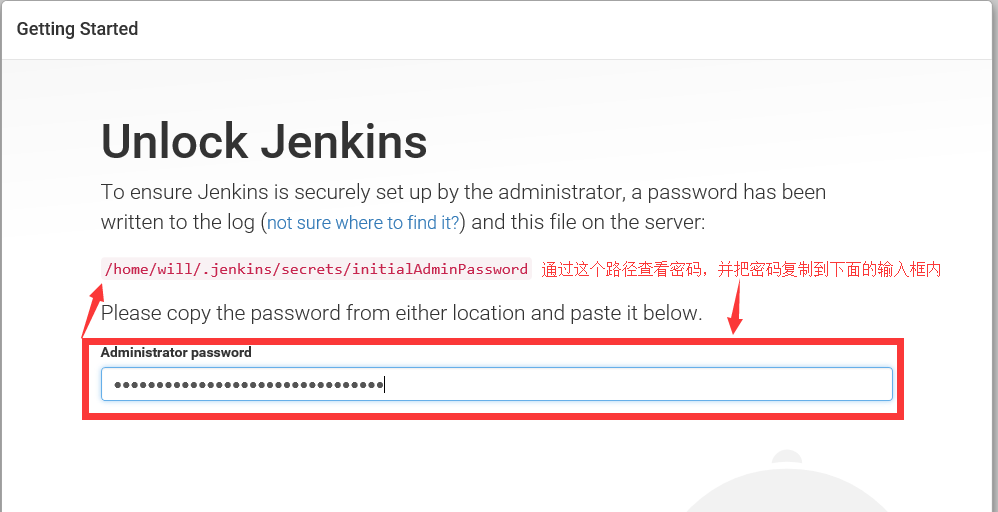 Getting Started
Unlock Jenkins
To ensure Jenkins is securely set up by the administrator, a password has been
written to the log (not sure where to find it?) and this file on the server:
/home/will/.jenkins/secrets/initialAdminPassword 通过这个路径查看密码，并把密码复制到下面的输入框内
Please copy the password from either location and paste it below.
Administrator password
••••••••••••••••••••••••••••••••